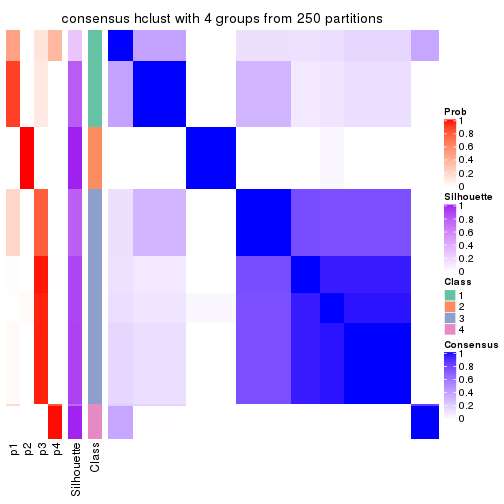 consensus hclust with 4 groups from 250 partitions
Prob
1
0.8
0.6
0.4
0.2
0
Silhouette
1
0.8
0.6
0.4
0.2
0
Class
1
2
3
4
Consensus
1
0.8
0.6
0.4
0.2
0
p1
p2
p3
p4
Silhouette
Class